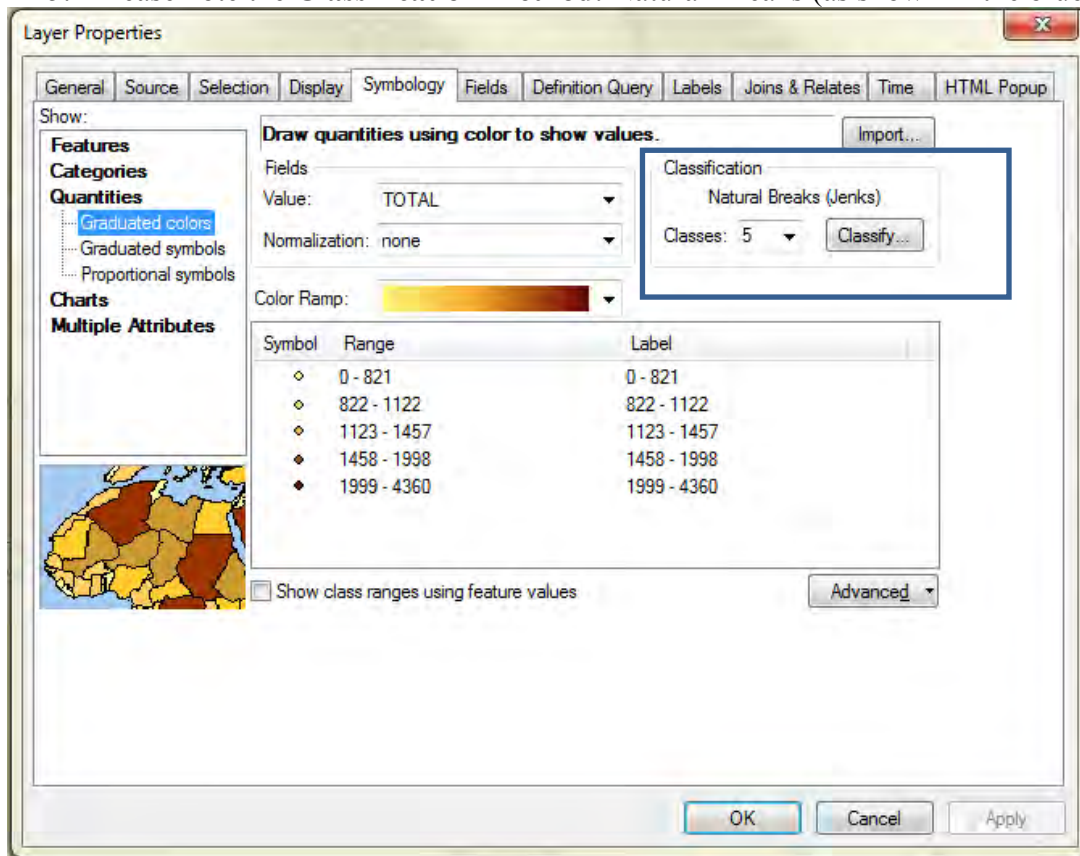 Layer Properties
General Source Selection Display Symbology Fields Definition Query Labels Joins & Relates Time HTML Popup
Show:
Features
Categories
Quantities
Graduated colors
Graduated symbols
Proportional symbols
Charts
Multiple Attributes
Draw quantities using color to show values.
Import...
Fields
Value: TOTAL
Normalization: none
Classification
Natural Breaks (Jenks)
Classes: 5 Classify...
Color Ramp:
Symbol Range Label
0 - 821 0 - 821
822 - 1122 822 - 1122
1123 - 1457 1123 - 1457
1458 - 1998 1458 - 1998
1999 - 4360 1999 - 4360
Show class ranges using feature values
Advanced
OK Cancel Apply